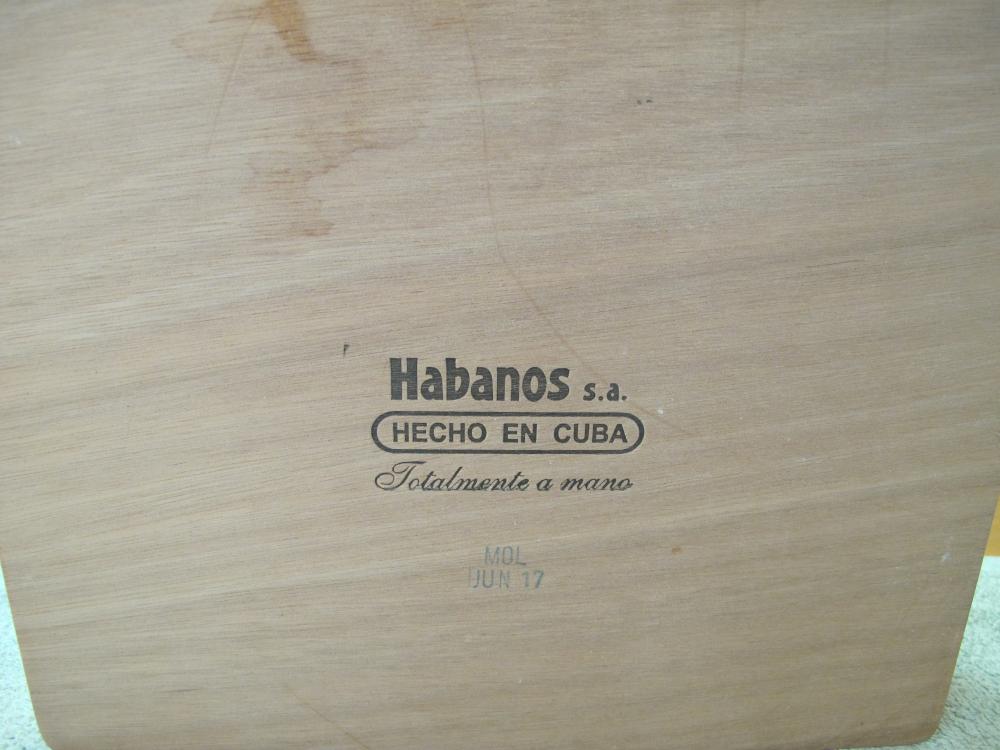 Habanos s.a.
HECHO EN CUBA
Totalmente a mano
MOL
JUN 17